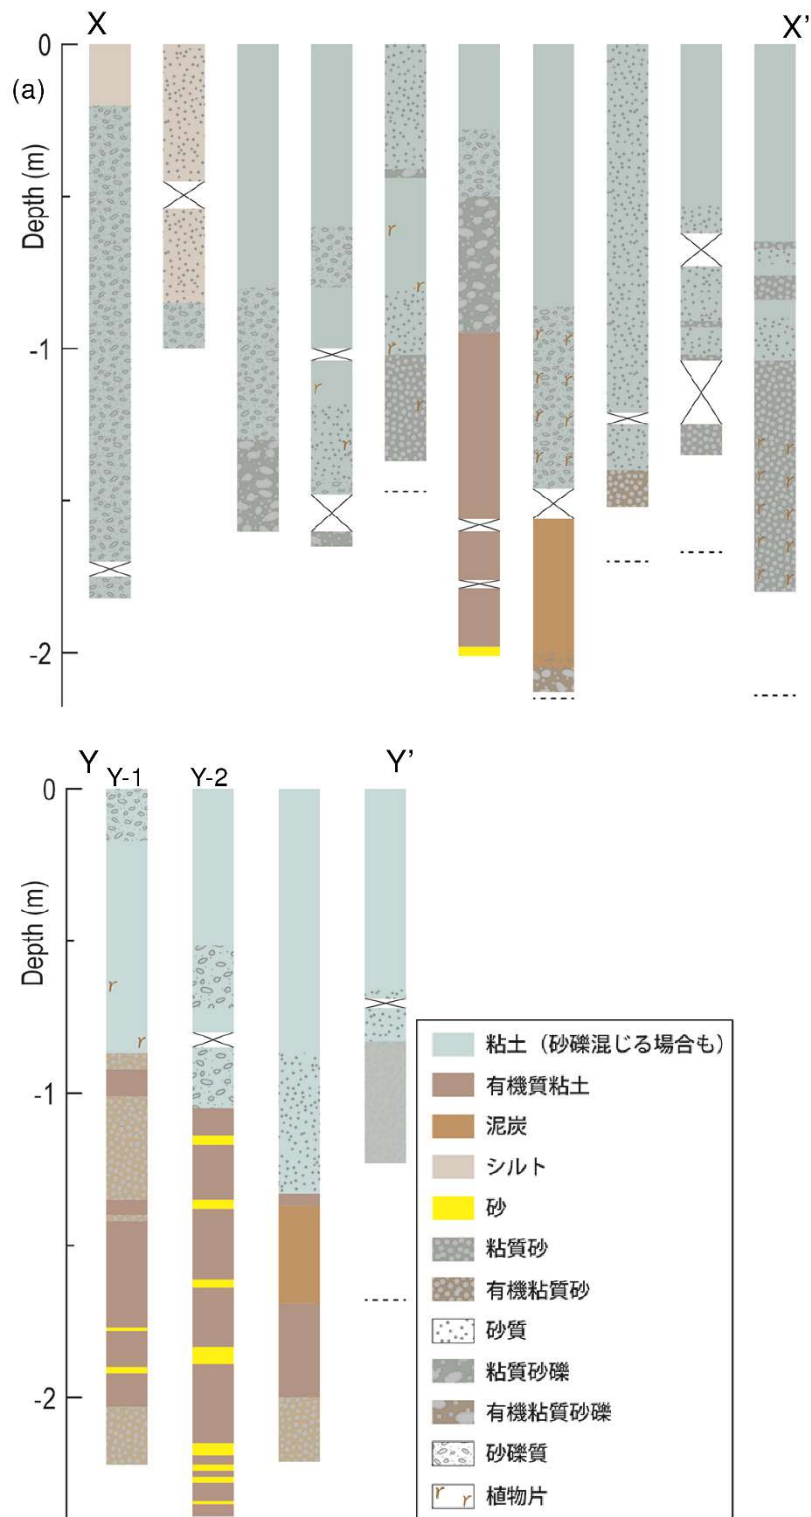 X
X'
(a)
Depth (m)
0
-1
-2
Y
Y'
Y-1
Y-2
Depth (m)
0
-1
-2
粘土（砂礫混じる場合も）
有機質粘土
泥炭
シルト
砂
粘質砂
有機粘質砂
砂質
粘質砂礫
有機粘質砂礫
砂礫質
植物片